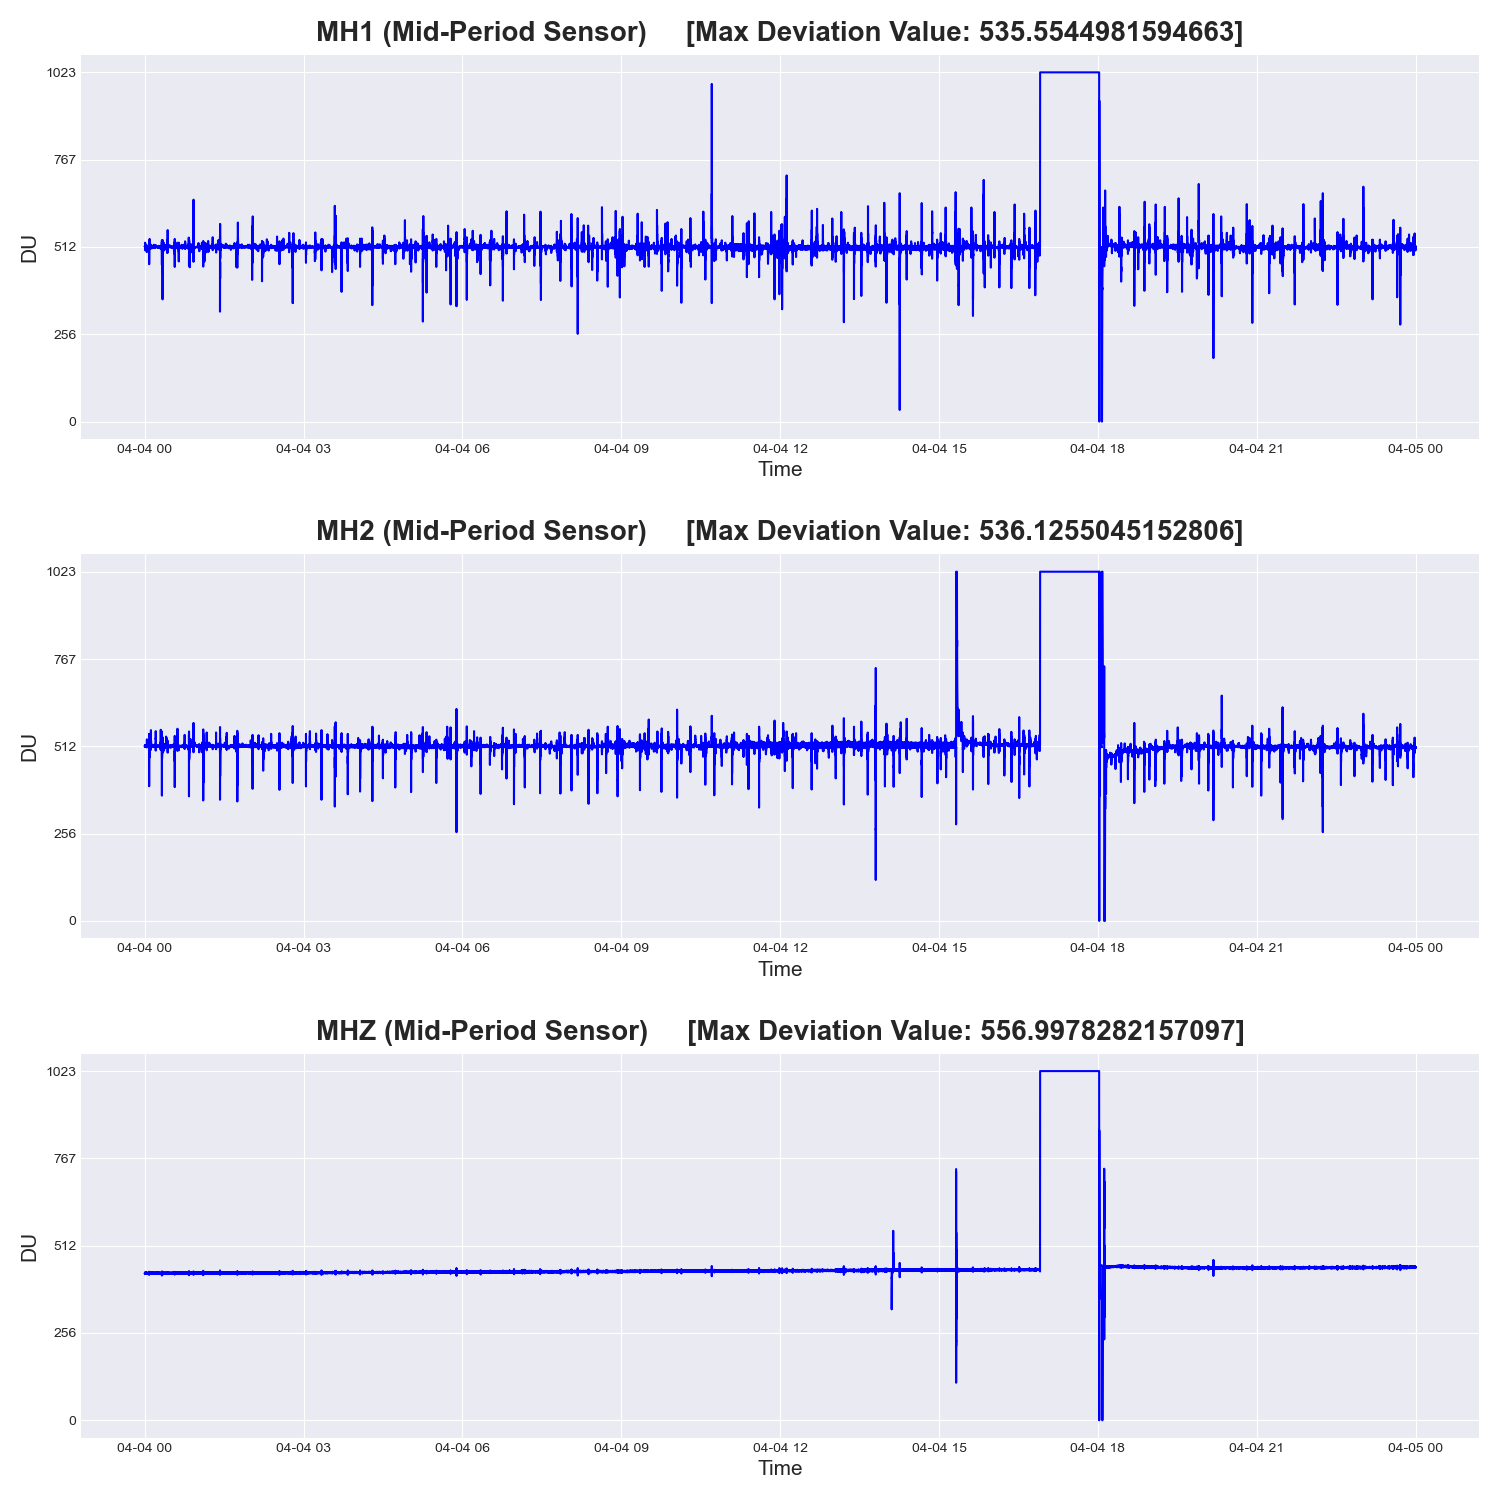 MH1 (Mid-Period Sensor) [Max Deviation Value: 535.5544981594663]
1023
767
512
256
0
DU
04-04 00 04-04 03 04-04 06 04-04 09 04-04 12 04-04 15 04-04 18 04-04 21 04-05 00
Time
MH2 (Mid-Period Sensor) [Max Deviation Value: 536.1255045152806]
1023
767
512
256
0
DU
04-04 00 04-04 03 04-04 06 04-04 09 04-04 12 04-04 15 04-04 18 04-04 21 04-05 00
Time
MHZ (Mid-Period Sensor) [Max Deviation Value: 556.9978282157097]
1023
767
512
256
0
DU
04-04 00 04-04 03 04-04 06 04-04 09 04-04 12 04-04 15 04-04 18 04-04 21 04-05 00
Time